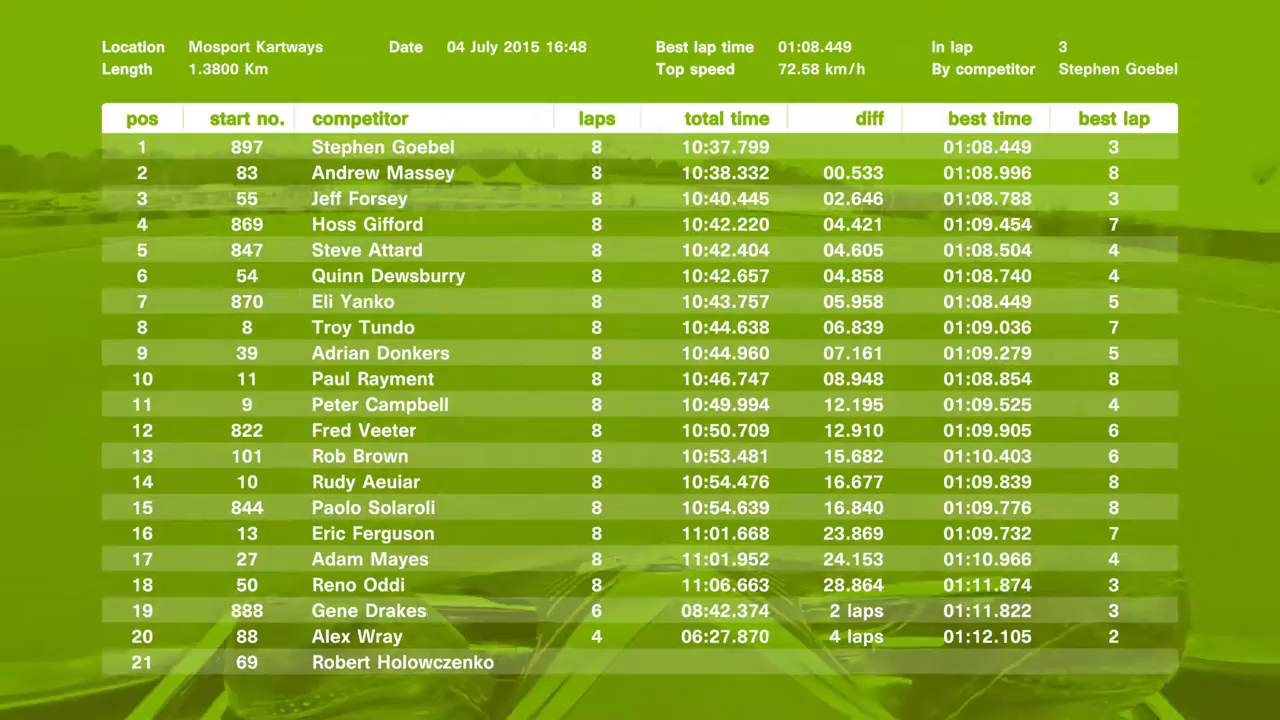 Location Mosport Kartways Date 04 July 2015 16:48 Best lap time 01:08.449 In lap 3
Length 1.3800 Km Top speed 72.58 km/h By competitor Stephen Goebel
pos start no. competitor laps total time diff best time best lap
1 897 Stephen Goebel 8 10:37.799 01:08.449 3
2 83 Andrew Massey 8 10:38.332 00.533 01:08.996 8
3 55 Jeff Forsey 8 10:40.445 02.646 01:08.788 3
4 869 Hoss Gifford 8 10:42.220 04.421 01:09.454 7
5 847 Steve Attard 8 10:42.404 04.605 01:08.504 4
6 54 Quinn Dewsburry 8 10:42.657 04.858 01:08.740 4
7 870 Eli Yanko 8 10:43.757 05.958 01:08.449 5
8 8 Troy Tundo 8 10:44.638 06.839 01:09.036 7
9 39 Adrian Donkers 8 10:44.960 07.161 01:09.279 5
10 11 Paul Rayment 8 10:46.747 08.948 01:08.854 8
11 9 Peter Campbell 8 10:49.994 12.195 01:09.525 4
12 822 Fred Veeter 8 10:50.709 12.910 01:09.905 6
13 101 Rob Brown 8 10:53.481 15.682 01:10.403 6
14 10 Rudy Aeuiar 8 10:54.476 16.677 01:09.839 8
15 844 Paolo Solaroli 8 10:54.639 16.840 01:09.776 8
16 13 Eric Ferguson 8 11:01.668 23.869 01:09.732 7
17 27 Adam Mayes 8 11:01.952 24.153 01:10.966 4
18 50 Reno Oddi 8 11:06.663 28.864 01:11.874 3
19 888 Gene Drakes 6 08:42.374 2 laps 01:11.822 3
20 88 Alex Wray 4 06:27.870 4 laps 01:12.105 2
21 69 Robert Holowczenko